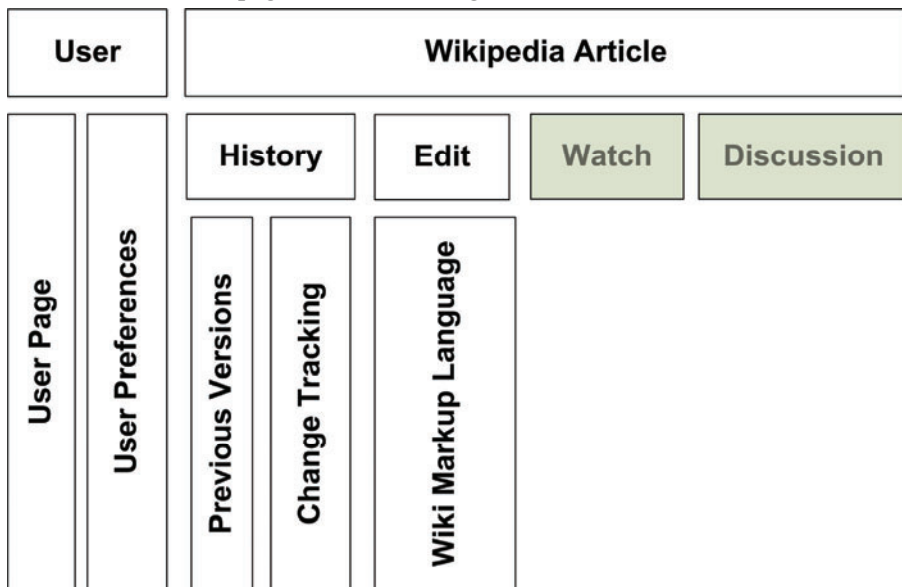 User
Wikipedia Article
History
Edit
Watch
Discussion
User Page
User Preferences
Previous Versions
Change Tracking
Wiki Markup Language